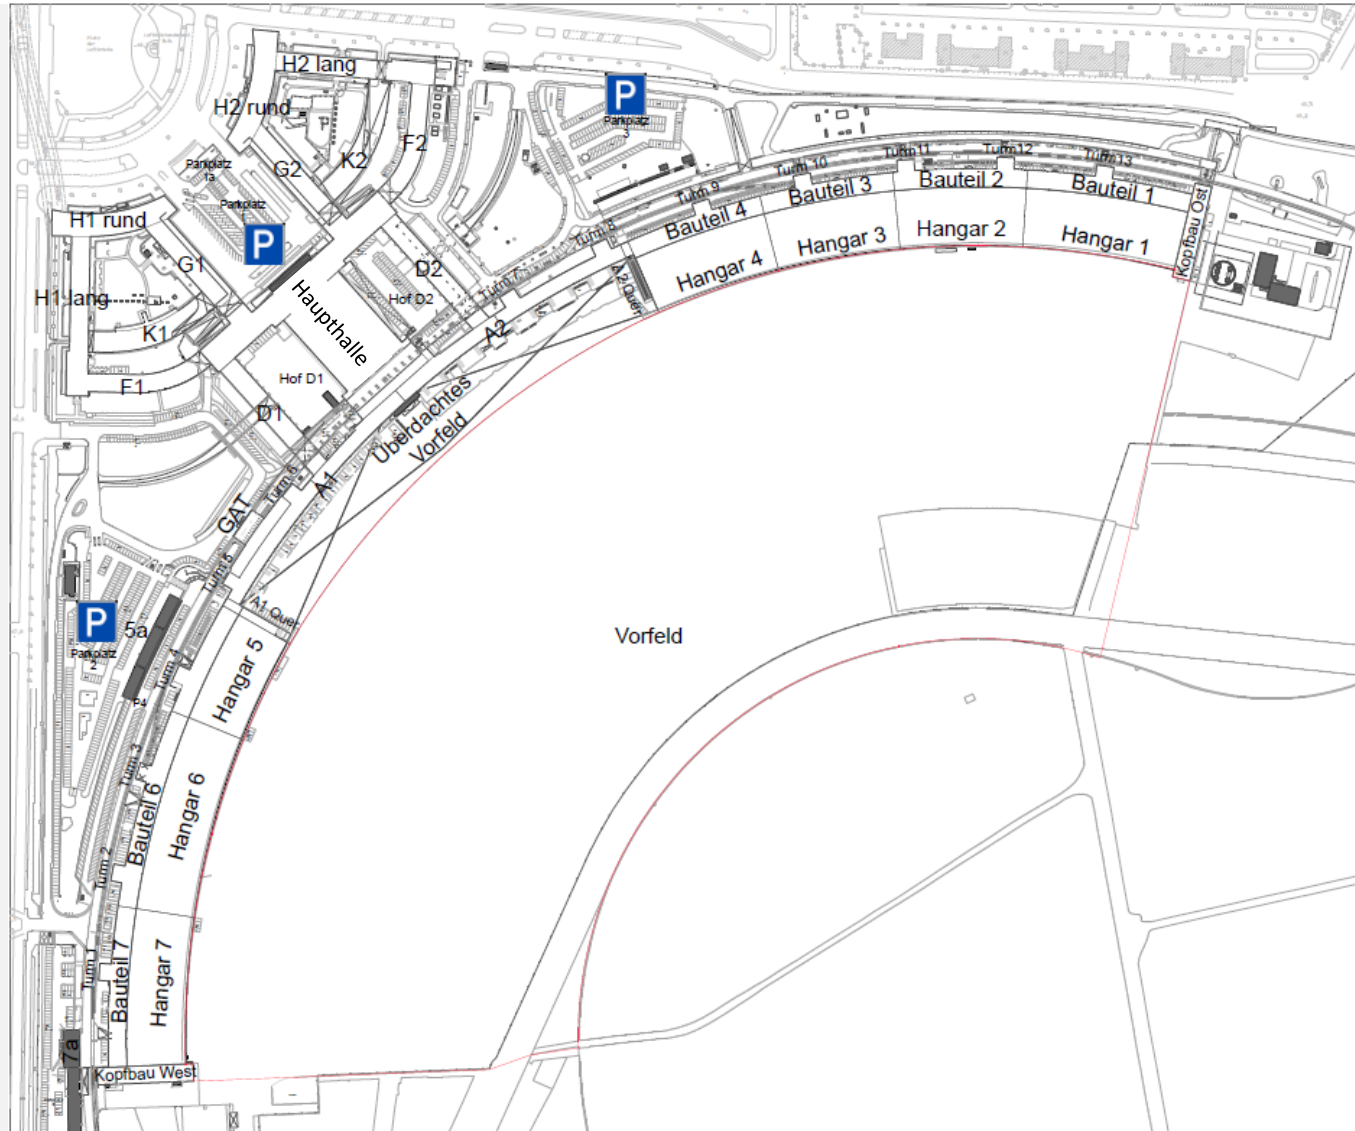 H2 lang
H2 rund
K2
F2
G2
P
Parkplatz
3
Parkplatz
1a
Parkplatz
P
H1 rund
G1
H1 lang
K1
F1
Haupthalle
D2
Hof D2
Hof D1
D1
Turm 13
Turm 12
Turm 11
Turm 10
Turm 9
Turm 8
Turm 7
Bauteil 1
Bauteil 2
Bauteil 3
Bauteil 4
Hangar 1
Hangar 2
Hangar 3
Hangar 4
Kopfbau Ost
A2 Quer
A2
Überdachtes
Vorfeld
A1
Turm 6
GAT
Turm 5
A1 Quer
P
Parkplatz
2
5a
P4
Turm 4
Hangar 5
Vorfeld
Turm 3
Bauteil 6
Hangar 6
Turm 2
Turm 1
Bauteil 7
Hangar 7
7a
Kopfbau West